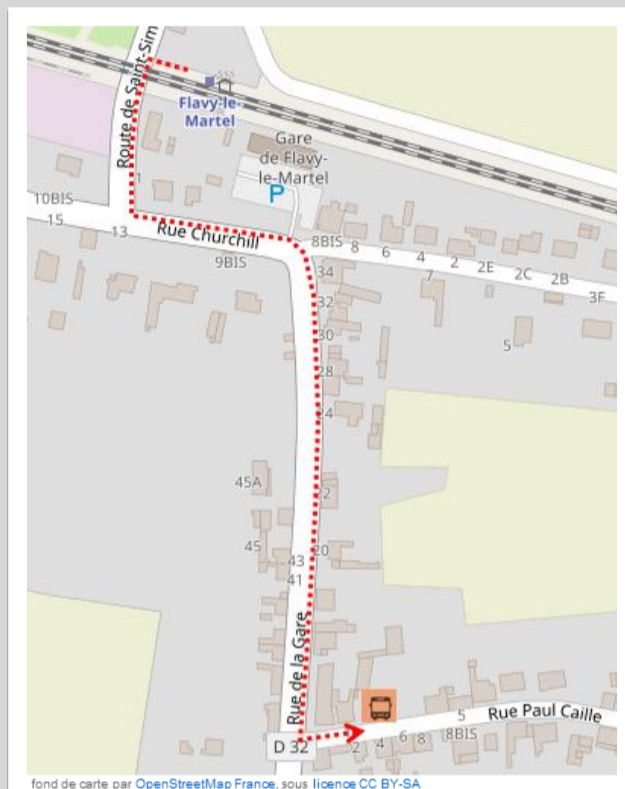 Route de Saint-Sim
Flavy-le-
Martel
Gare
de Flavy-
le-Martel
P
1
10BIS
15
13
Rue Churchill
9BIS
8BIS
8
6
4
2
2E
2C
2B
3F
7
5
34
32
30
28
24
22
20
45A
45
43
41
Rue de la Gare
D 32
2
4
6
8
8BIS
5
Rue Paul Caille
fond de carte par OpenStreetMap France, sous licence CC BY-SA